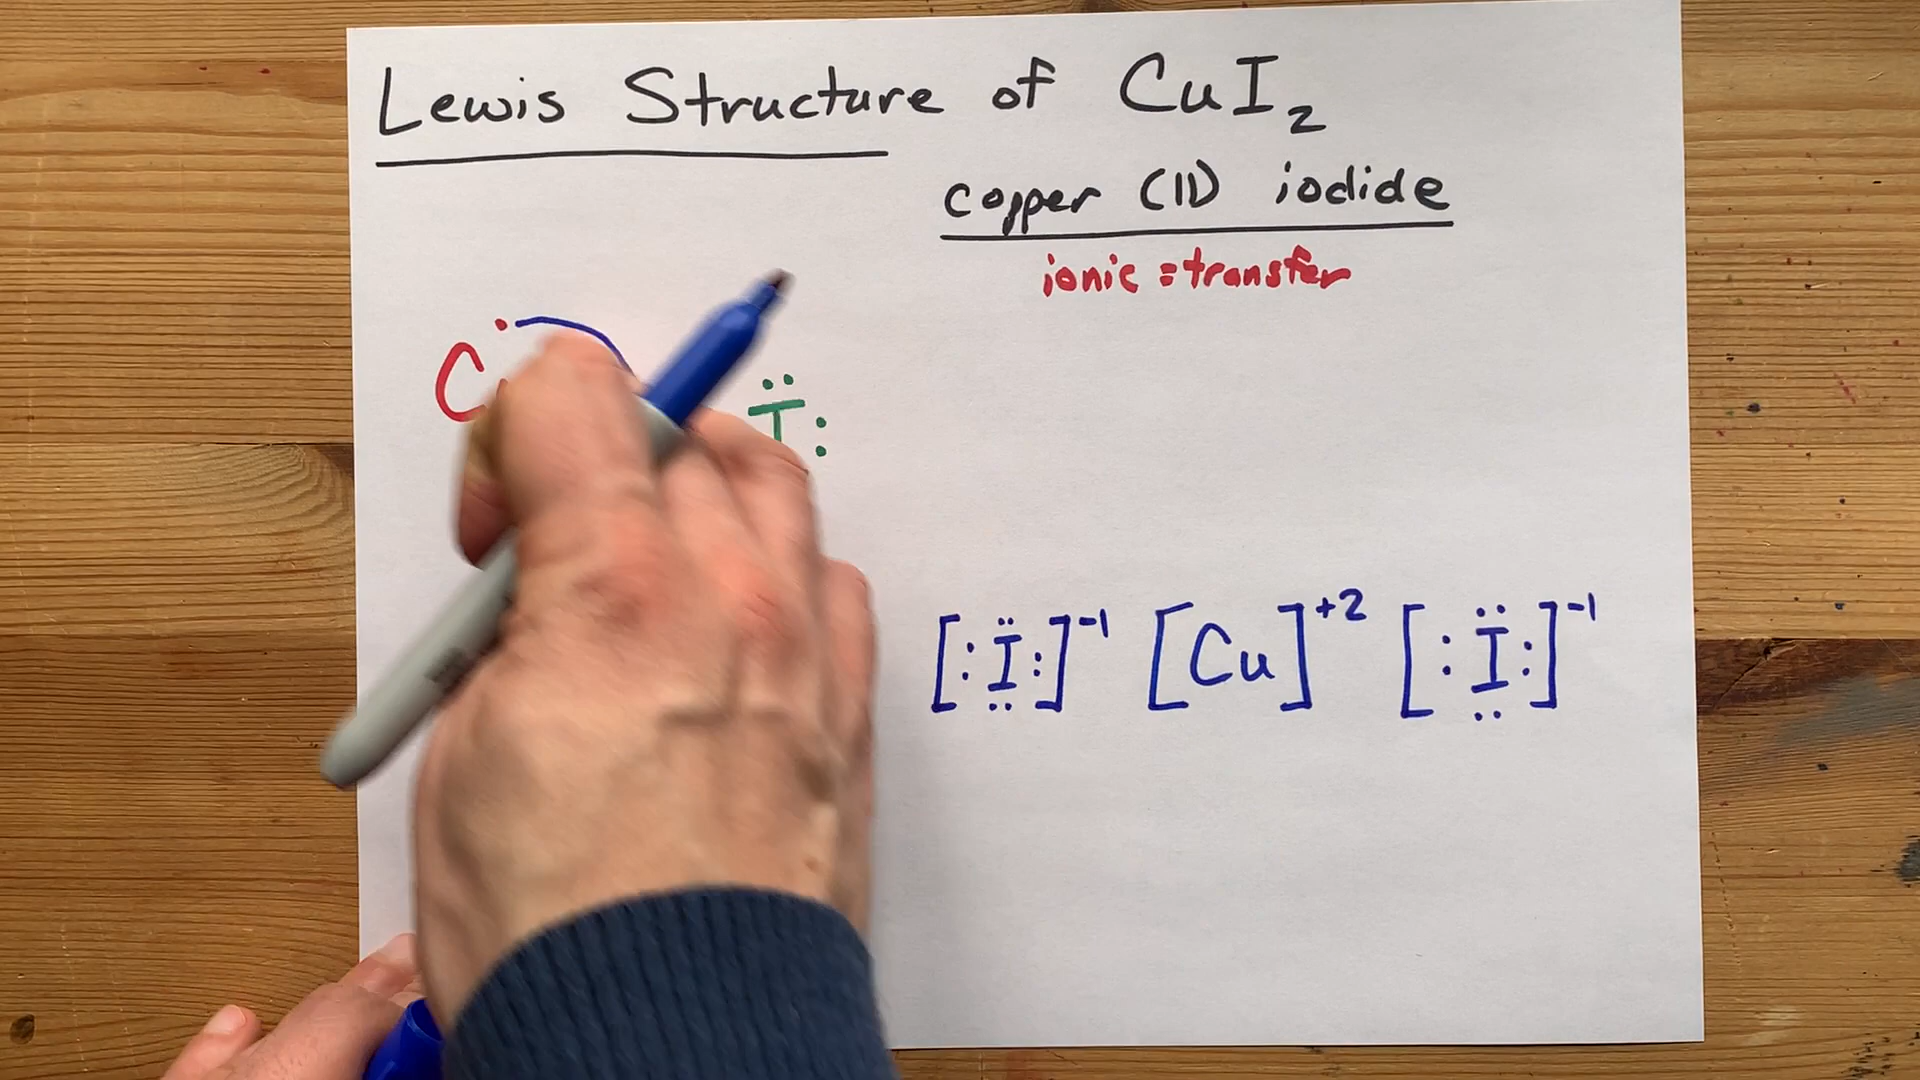 Lewis Structure of CuI₂
copper (II) iodide
ionic = transfer
C
I
[:I:]⁻¹ [Cu]⁺² [:I:]⁻¹